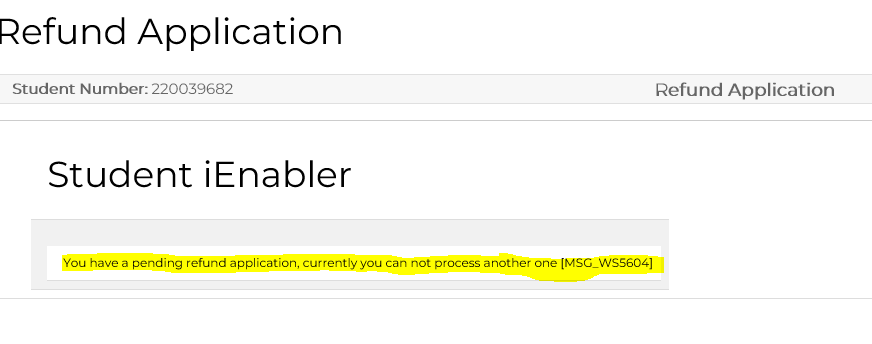 Refund Application
Student Number: 220039682 Refund Application
Student iEnabler
You have a pending refund application, currently you can not process another one [MSG_WS5604]